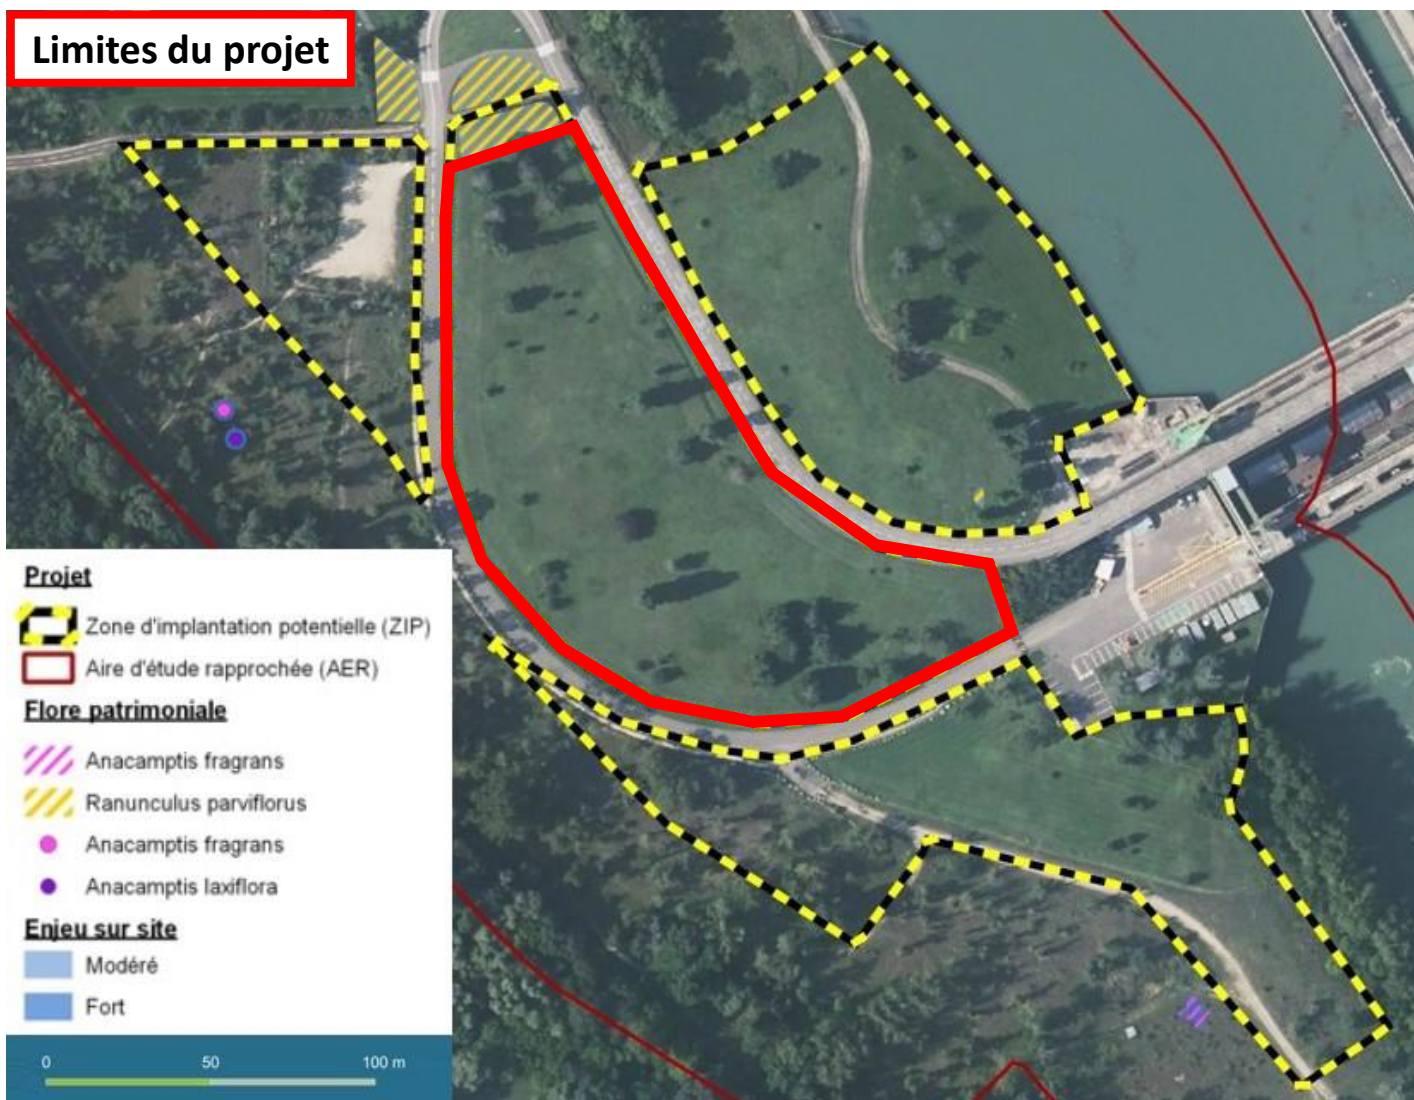 Limites du projet
Projet
Zone d'implantation potentielle (ZIP)
Aire d'étude rapprochée (AER)
Flore patrimoniale
Anacamptis fragrans
Ranunculus parviflorus
Anacamptis fragrans
Anacamptis laxiflora
Enjeu sur site
Modéré
Fort
0 50 100 m